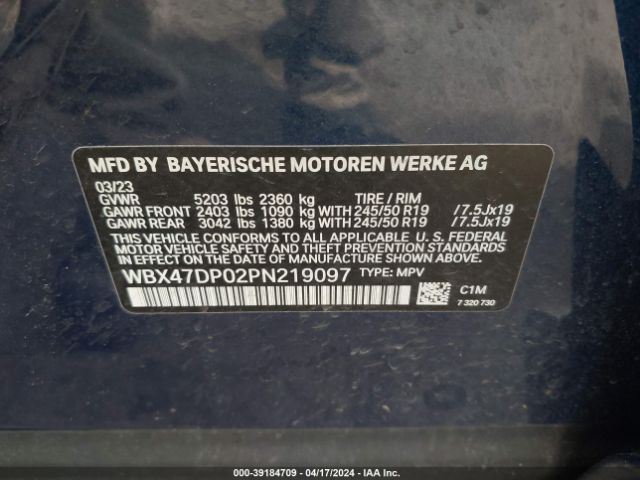 MFD BY BAYERISCHE MOTOREN WERKE AG
03/23
GVWR 5203 lbs 2360 kg TIRE / RIM
GAWR FRONT 2403 lbs 1090 kg WITH 245/50 R19 /7.5Jx19
GAWR REAR 3042 lbs 1380 kg WITH 245/50 R19 /7.5Jx19
THIS VEHICLE CONFORMS TO ALL APPLICABLE U. S. FEDERAL
MOTOR VEHICLE SAFETY AND THEFT PREVENTION STANDARDS
IN EFFECT ON THE DATE OF MANUFACTURE SHOWN ABOVE.
WBX47DP02PN219097 TYPE: MPV
C1M
7 320 730
000-39184709 - 04/17/2024 - IAA Inc.